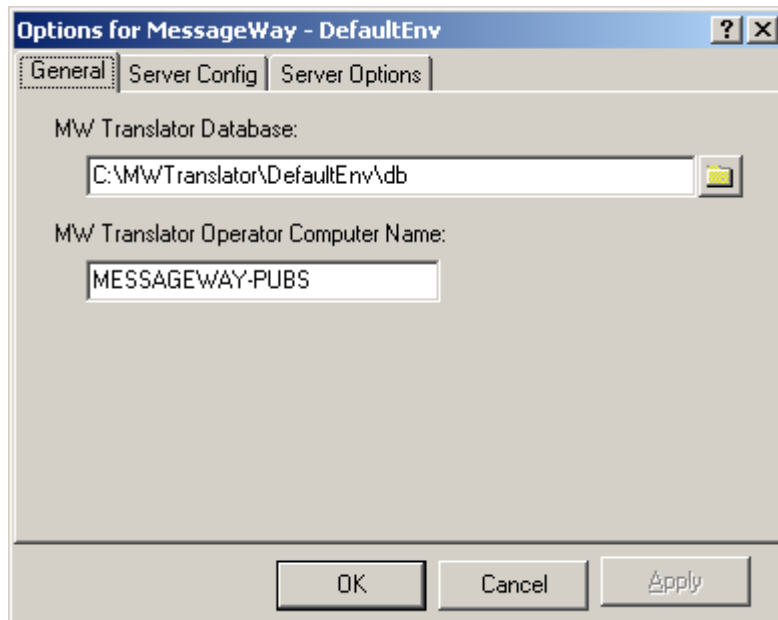 Options for MessageWay - DefaultEnv
General Server Config Server Options
MW Translator Database:
C:\MWTranslator\DefaultEnv\db
MW Translator Operator Computer Name:
MESSAGEWAY-PUBS
OK Cancel Apply